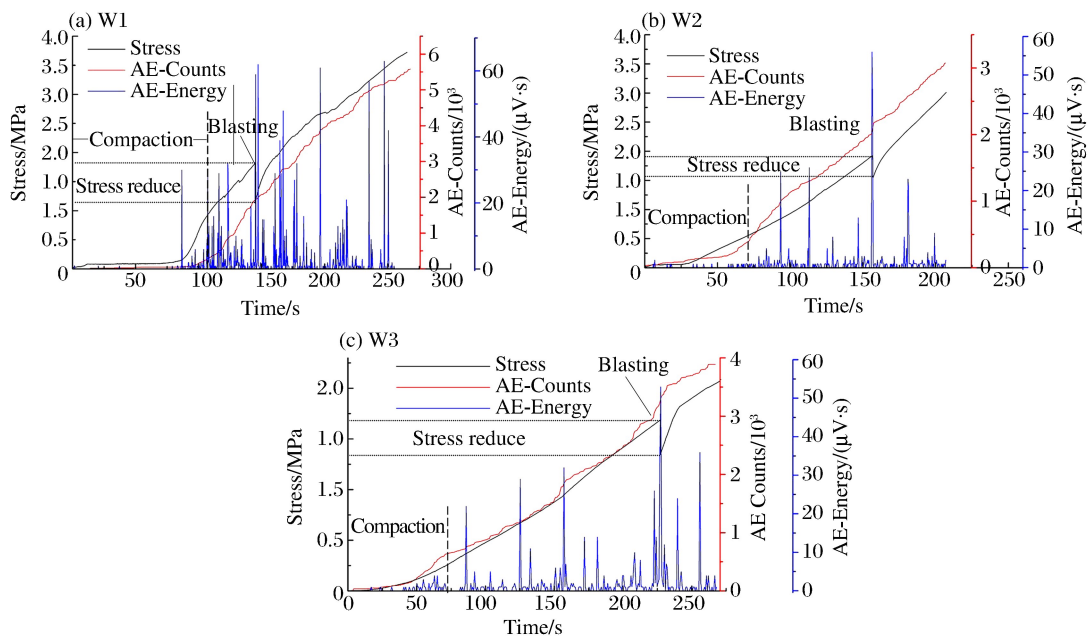 (a) W1
Stress
AE-Counts
AE-Energy
Compaction
Blasting
Stress reduce
4.0
3.5
3.0
2.5
2.0
1.0
1.5
0.5
0
Stress/MPa
0
50
100
150
200
250
300
Time/s
6
5
4
3
2
1
0
AE-Counts/10³
60
40
20
0
AE-Energy/(μV·s)
(b) W2
Stress
AE-Counts
AE-Energy
Blasting
Stress reduce
Compaction
4.0
3.5
3.0
2.5
2.0
1.0
1.5
0.5
0
Stress/MPa
50
100
150
200
250
Time/s
3
2
1
0
AE-Counts/10³
60
50
40
30
20
10
0
AE-Energy/(μV·s)
(c) W3
Stress
AE-Counts
AE-Energy
Blasting
Stress reduce
Compaction
2.0
1.0
1.5
0.5
0
Stress/MPa
0
50
100
150
200
250
Time/s
4
3
2
1
0
AE Counts/10³
60
50
40
30
20
10
0
AE-Energy/(μV·s)